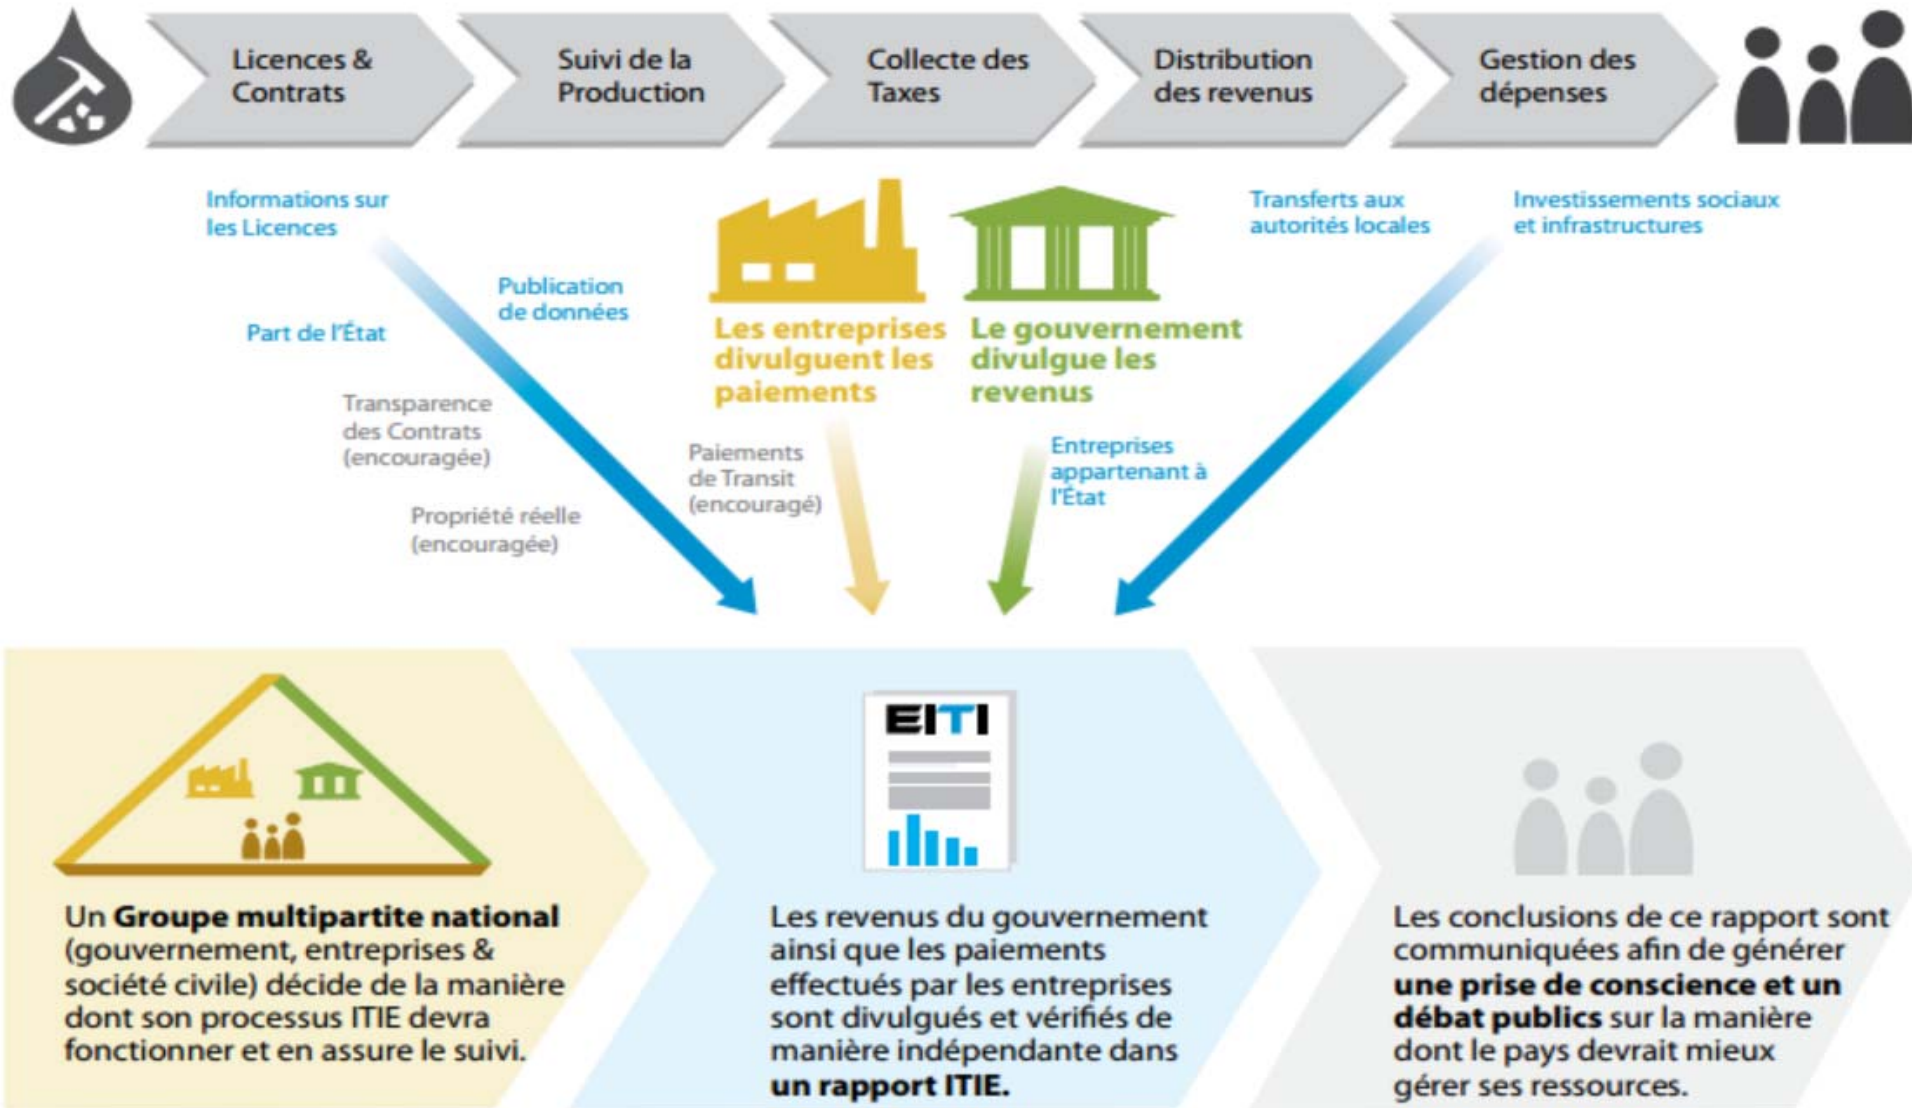 Licences &
Contrats
Suivi de la
Production
Collecte des
Taxes
Distribution
des revenus
Gestion des
dépenses
Informations sur
les Licences
Part de l'État
Transparence
des Contrats
(encouragée)
Propriété réelle
(encouragée)
Publication
de données
Les entreprises
divulguent les
paiements
Paiements
de Transit
(encouragé)
Le gouvernement
divulgue les
revenus
Entreprises
appartenant à
l'État
Transferts aux
autorités locales
Investissements sociaux
et infrastructures
Un Groupe multipartite national
(gouvernement, entreprises &
société civile) décide de la manière
dont son processus ITIE devra
fonctionner et en assure le suivi.
EITI
Les revenus du gouvernement
ainsi que les paiements
effectués par les entreprises
sont divulgués et vérifiés de
manière indépendante dans
un rapport ITIE.
Les conclusions de ce rapport sont
communiquées afin de générer
une prise de conscience et un
débat publics sur la manière
dont le pays devrait mieux
gérer ses ressources.